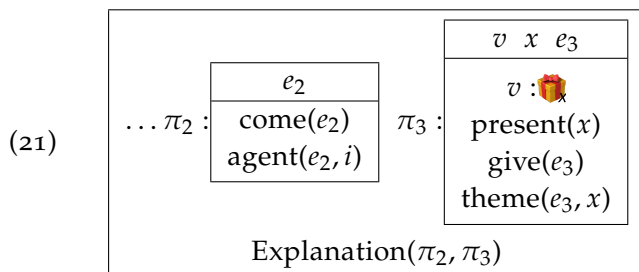 (21)
… π₂ :
e₂
come(e₂)
agent(e₂, i)
π₃ :
v x e₃
v :🎁ₓ
present(x)
give(e₃)
theme(e₃, x)
Explanation(π₂, π₃)